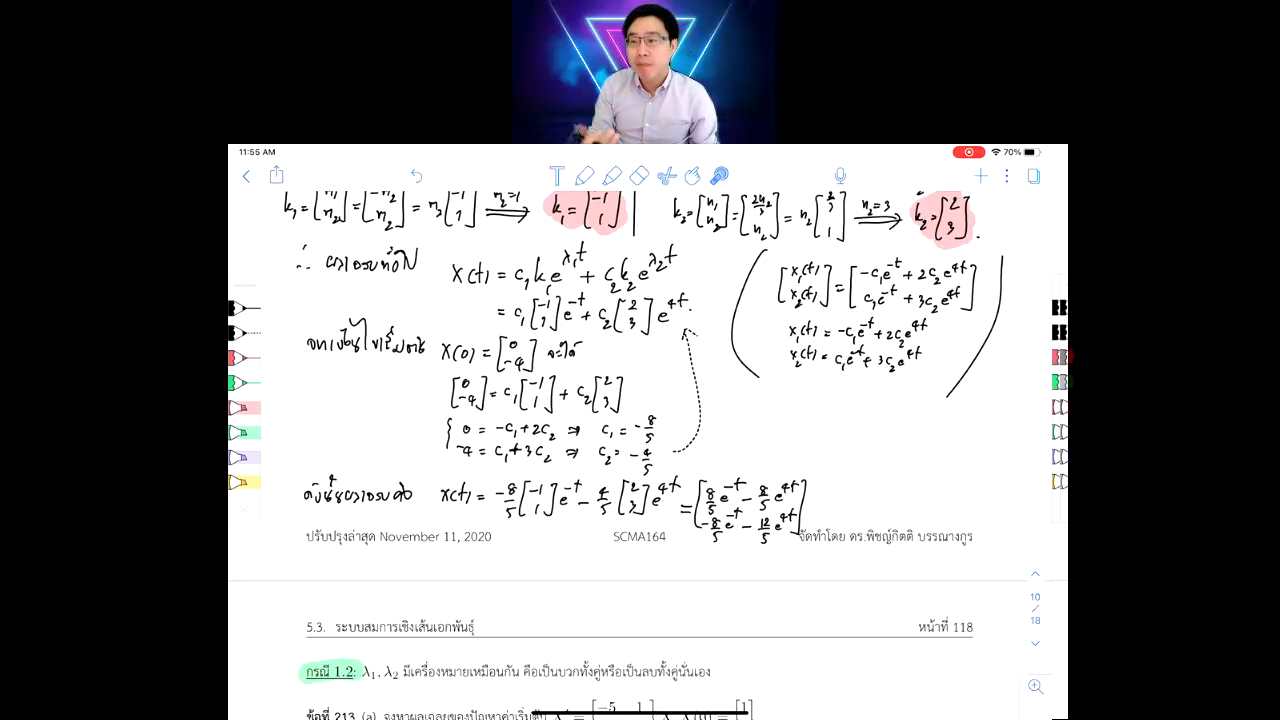 11:55 AM
70%
k₁ = [n₁ n₂] = [-n₂ n₂] = n₂ [-1 1] ⟹ n₂=1 k₁ = [-1 1]
k₂ = [n₁ n₂] = [2n₂/3 n₂] = n₂ [2/3 1] ⟹ n₂=3 k₂ = [2 3].
∴ ผลเฉลยทั่วไป X(t) = c₁k₁e^{λ₁t} + c₂k₂e^{λ₂t}
= c₁ [-1 1] e^{-t} + c₂ [2 3] e^{4t}.
[x₁(t) x₂(t)] = [-c₁e^{-t} + 2c₂e^{4t} c₁e^{-t} + 3c₂e^{4t}]
x₁(t) = -c₁e^{-t} + 2c₂e^{4t}
x₂(t) = c₁e^{-t} + 3c₂e^{4t}
จากเงื่อนไขเริ่มต้น X(0) = [0 -4] จะได้
[0 -4] = c₁ [-1 1] + c₂ [2 3]
0 = -c₁ + 2c₂ ⇒ c₁ = -8/5
-4 = c₁ + 3c₂ ⇒ c₂ = -4/5
ดังนั้นผลเฉลยคือ X(t) = -8/5 [-1 1] e^{-t} - 4/5 [2 3] e^{4t} = [8/5 e^{-t} - 8/5 e^{4t} -8/5 e^{-t} - 12/5 e^{4t}]
ปรับปรุงล่าสุด November 11, 2020 SCMA164 จัดทำโดย ดร.พิชญ์กิตติ บรรณางกูร
10
/
18
5.3. ระบบสมการเชิงเส้นเอกพันธุ์ หน้าที่ 118
กรณี 1.2: λ₁, λ₂ มีเครื่องหมายเหมือนกัน คือเป็นบวกทั้งคู่หรือเป็นลบทั้งคู่นั่นเอง
ข้อที่ 213 (a) จงหาผลเฉลยของปัญหาค่าเริ่มต้น